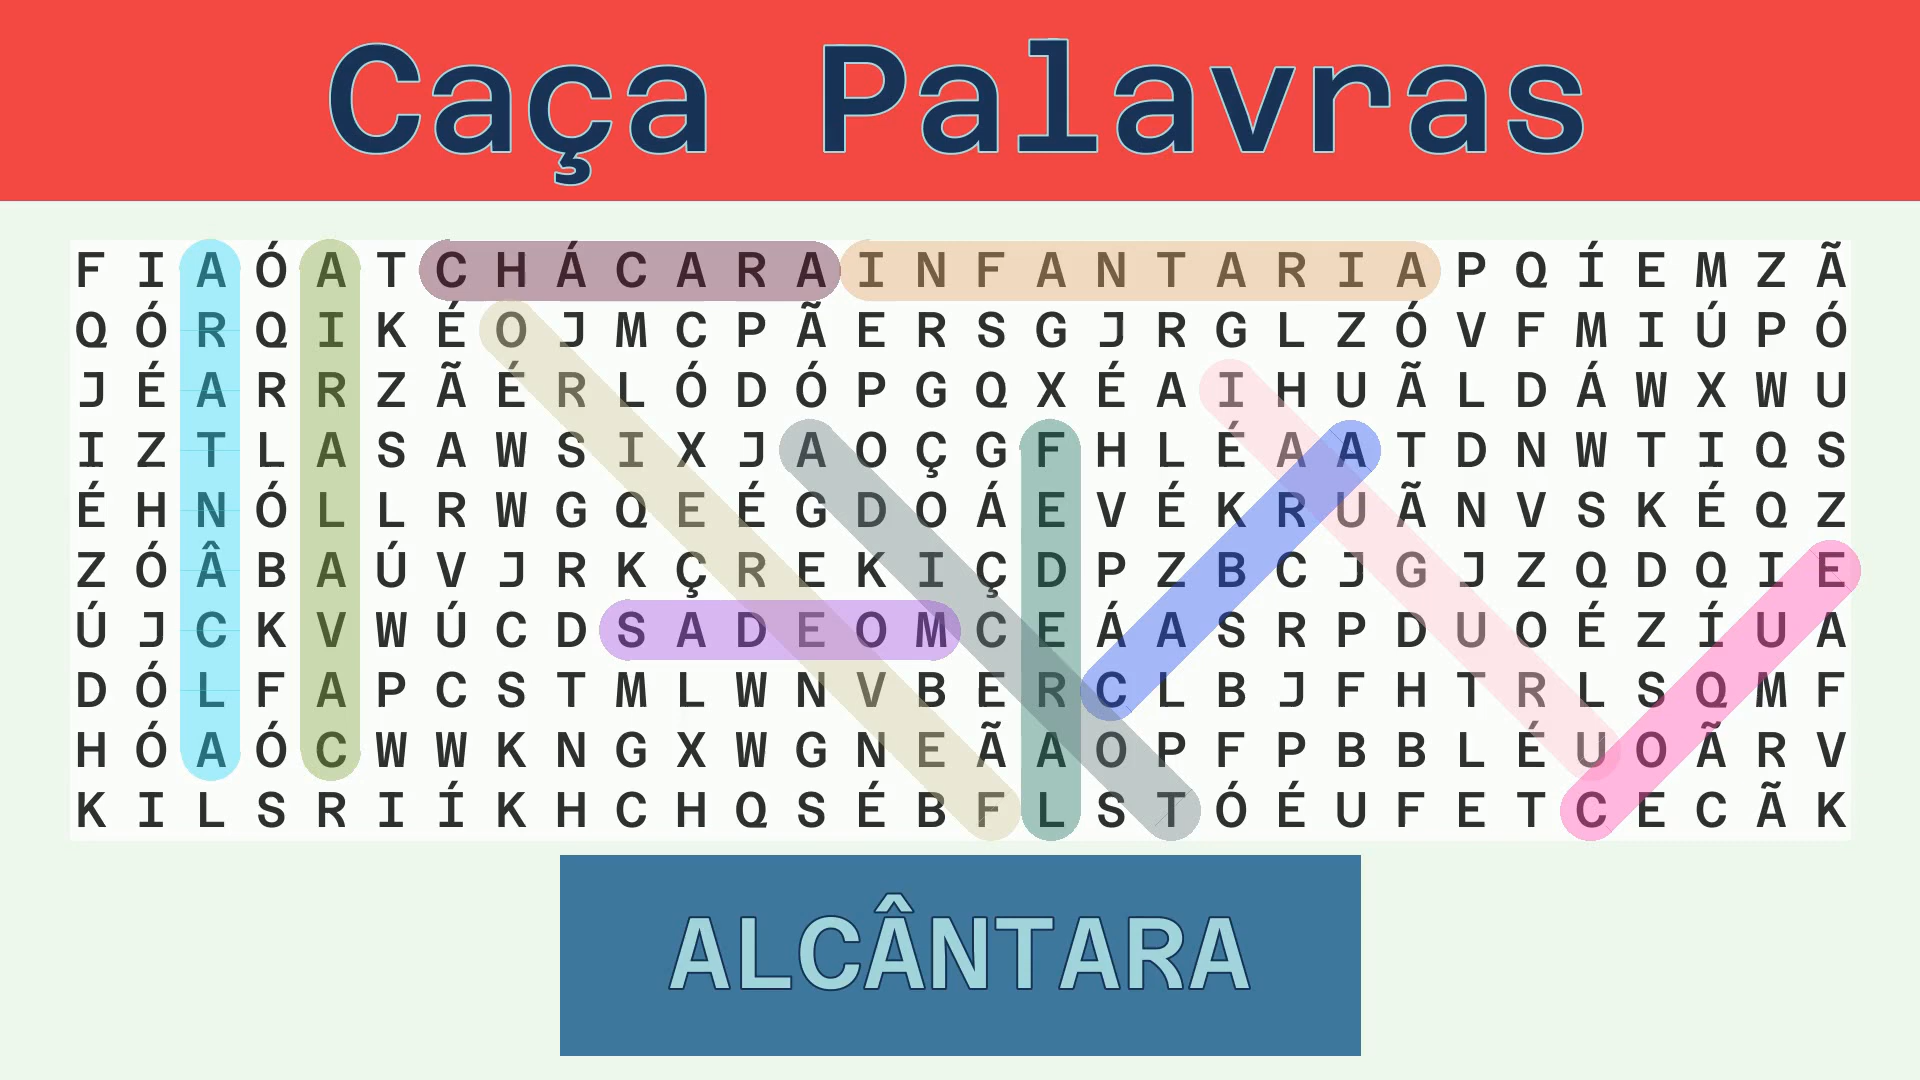 Caça Palavras
F I A Ó A T C H Á C A R A I N F A N T A R I A P Q Í E M Z Ã
Q Ó R Q I K É O J M C P Ã E R S G J R G L Z Ó V F M I Ú P Ó
J É A R R Z Ã É R L Ó D Ó P G Q X É A I H U Ã L D Á W X W U
I Z T L A S A W S I X J A O Ç G F H L É A A T D N W T I Q S
É H N Ó L L R W G Q E É G D O Á E V É K R U Ã N V S K É Q Z
Z Ó Â B A Ú V J R K Ç R E K I Ç D P Z B C J G J Z Q D Q I E
Ú J C K V W Ú C D S A D E O M C E Á A S R P D U O É Z Í U A
D Ó L F A P C S T M L W N V B E R C L B J F H T R L S Q M F
H Ó A Ó C W W K N G X W G N E Ã A O P F P B B L É U O Ã R V
K I L S R I Í K H C H Q S É B F L S T Ó É U F E T C E C Ã K
ALCÂNTARA